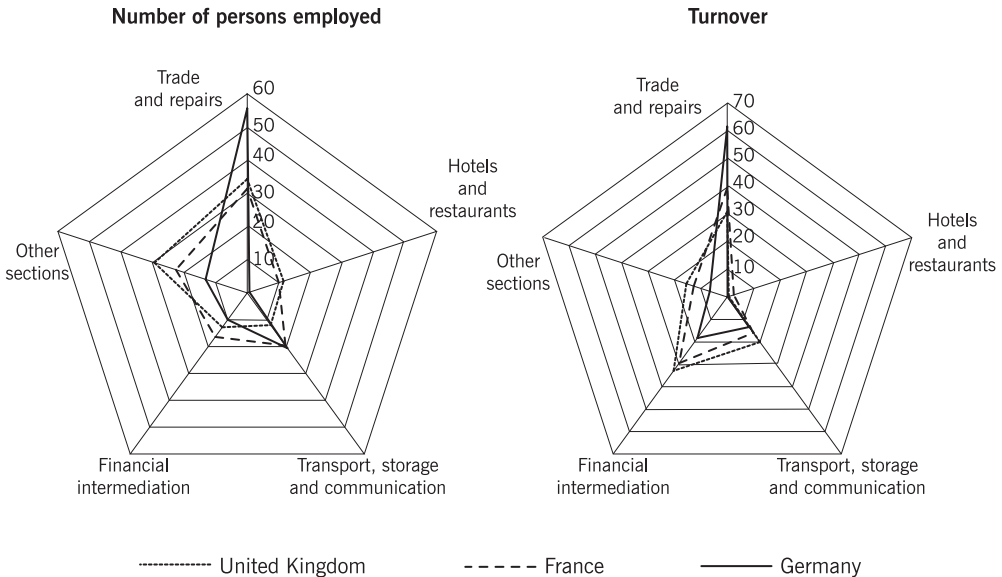 Number of persons employed
Trade
and repairs
60
50
40
30
20
10
Hotels
and
restaurants
Other
sections
Financial
intermediation
Transport, storage
and communication
Turnover
Trade
and repairs
70
60
50
40
30
20
10
Hotels
and
restaurants
Other
sections
Financial
intermediation
Transport, storage
and communication
United Kingdom
France
Germany